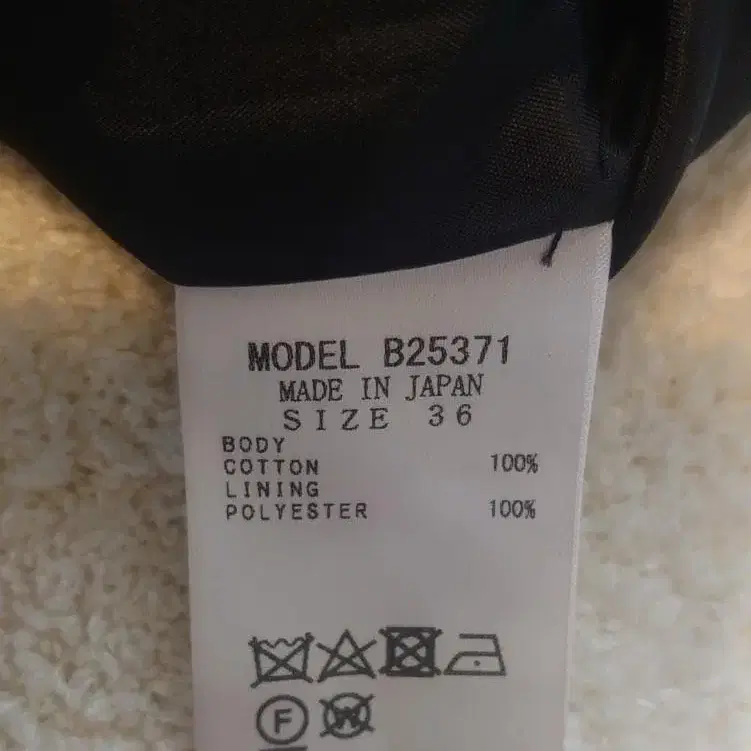 MODEL B25371
MADE IN JAPAN
SIZE 36
BODY
COTTON 100%
LINING
POLYESTER 100%
F
W